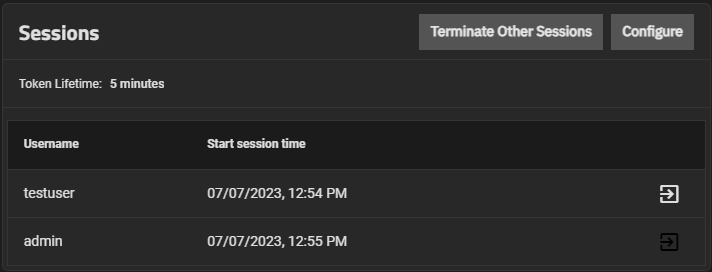 Sessions
Terminate Other Sessions
Configure
Token Lifetime: 5 minutes
Username Start session time
testuser 07/07/2023, 12:54 PM
admin 07/07/2023, 12:55 PM